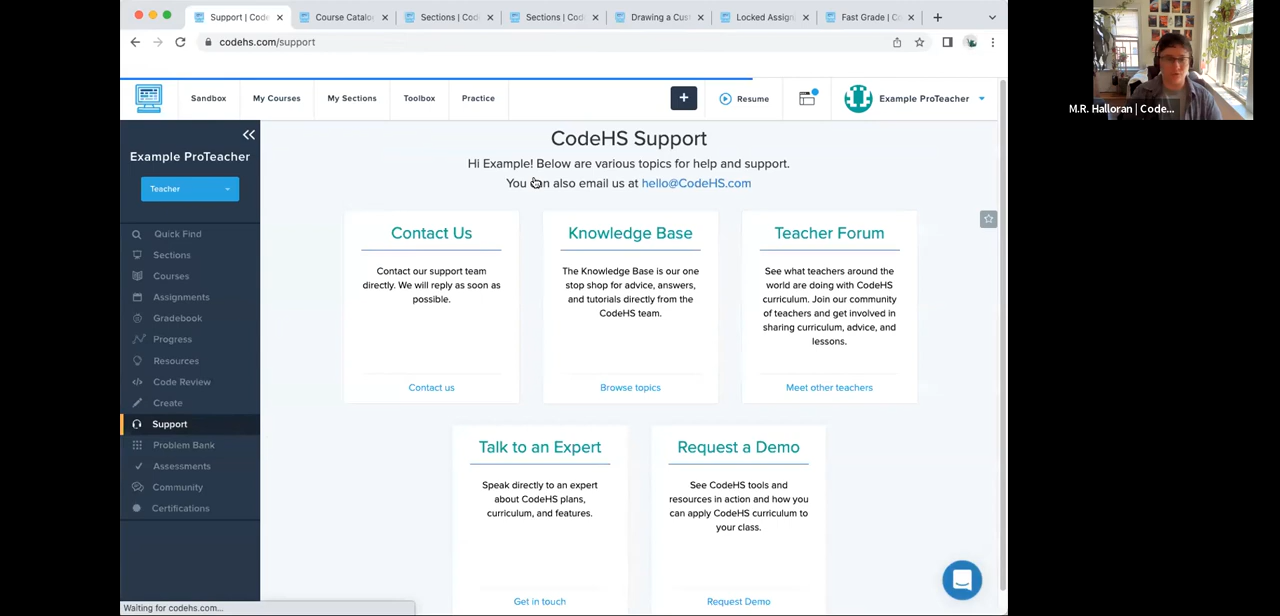 Support | CodeH
Course Catalog
Sections | Cod
Sections | Cod
Drawing a Cus
Locked Assign
Fast Grade | C
codehs.com/support
Sandbox
My Courses
My Sections
Toolbox
Practice
+
Resume
Example ProTeacher
M.R. Halloran | Code...
Example ProTeacher
Teacher
Quick Find
Sections
Courses
Assignments
Gradebook
Progress
Resources
Code Review
Create
Support
Problem Bank
Assessments
Community
Certifications
CodeHS Support
Hi Example! Below are various topics for help and support.
You can also email us at hello@CodeHS.com
Contact Us
Contact our support team
directly. We will reply as soon as
possible.
Contact us
Knowledge Base
The Knowledge Base is our one
stop shop for advice, answers,
and tutorials directly from the
CodeHS team.
Browse topics
Teacher Forum
See what teachers around the
world are doing with CodeHS
curriculum. Join our community
of teachers and get involved in
sharing curriculum, advice, and
lessons.
Meet other teachers
Talk to an Expert
Speak directly to an expert
about CodeHS plans,
curriculum, and features.
Get in touch
Request a Demo
See CodeHS tools and
resources in action and how you
can apply CodeHS curriculum to
your class.
Request Demo
Waiting for codehs.com...